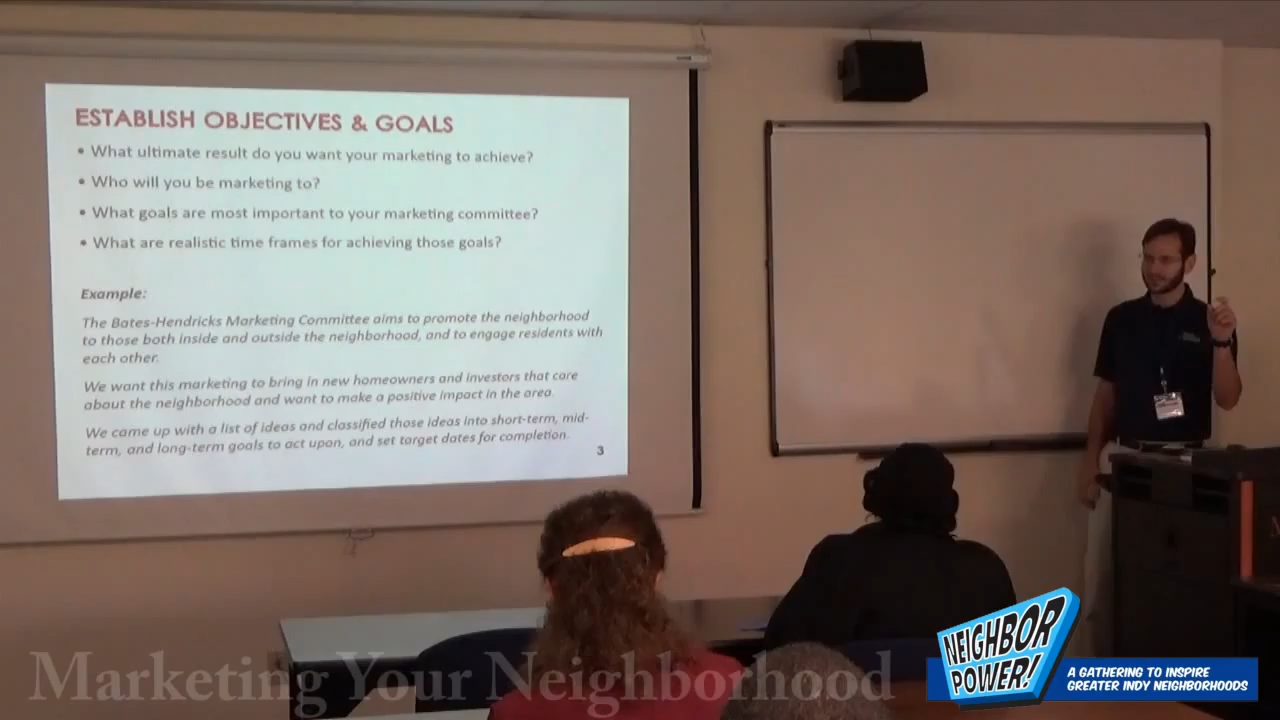 ESTABLISH OBJECTIVES & GOALS
• What ultimate result do you want your marketing to achieve?
• Who will you be marketing to?
• What goals are most important to your marketing committee?
• What are realistic time frames for achieving those goals?
Example:
The Bates-Hendricks Marketing Committee aims to promote the neighborhood
to those both inside and outside the neighborhood, and to engage residents with
each other.
We want this marketing to bring in new homeowners and investors that care
about the neighborhood and want to make a positive impact in the area.
We came up with a list of ideas and classified those ideas into short-term, mid-
term, and long-term goals to act upon, and set target dates for completion.
3
Marketing Your Neighborhood
NEIGHBOR
POWER!
A GATHERING TO INSPIRE
GREATER INDY NEIGHBORHOODS